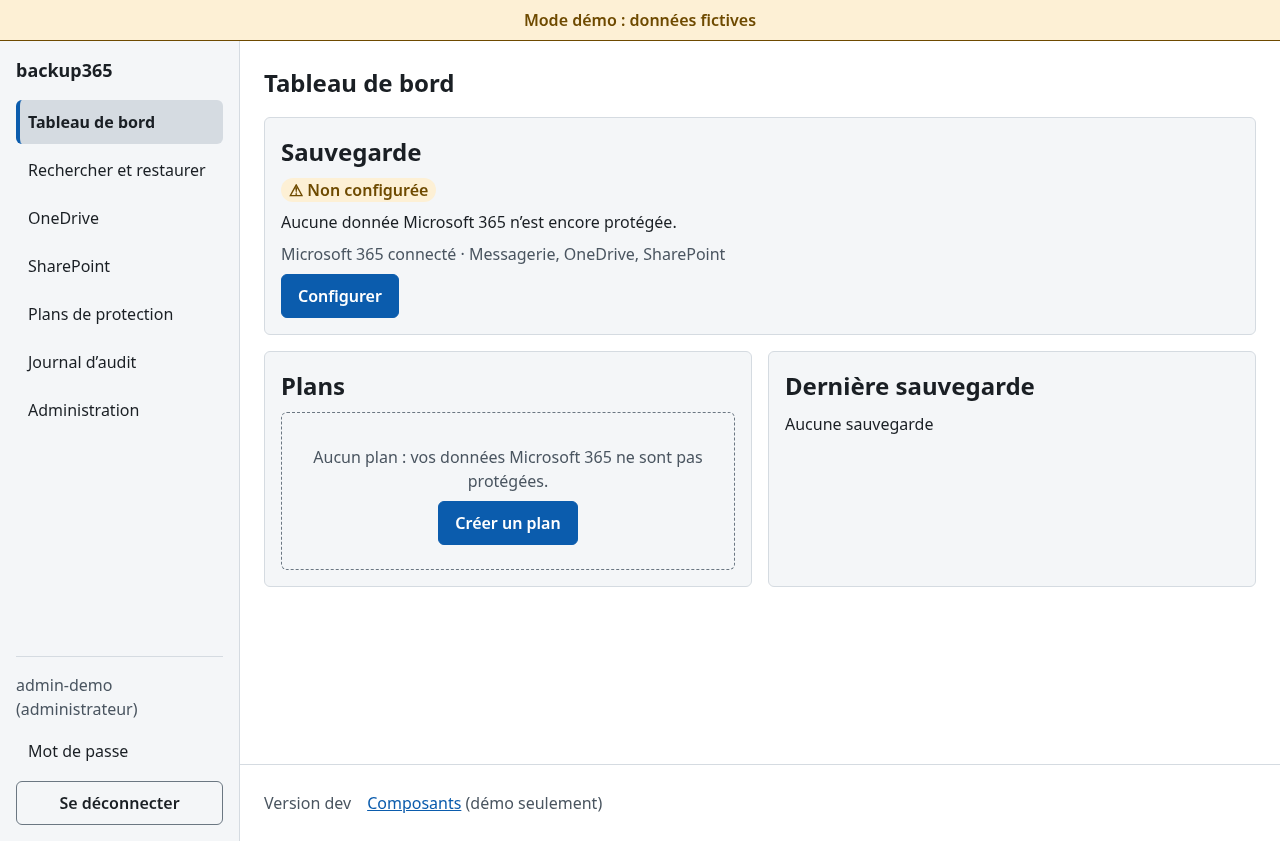 Mode démo : données fictives
backup365
Tableau de bord
Rechercher et restaurer
OneDrive
SharePoint
Plans de protection
Journal d’audit
Administration
admin-demo
(administrateur)
Mot de passe
Se déconnecter
Tableau de bord
Sauvegarde
⚠ Non configurée
Aucune donnée Microsoft 365 n’est encore protégée.
Microsoft 365 connecté · Messagerie, OneDrive, SharePoint
Configurer
Plans
Aucun plan : vos données Microsoft 365 ne sont pas
protégées.
Créer un plan
Dernière sauvegarde
Aucune sauvegarde
Version dev Composants (démo seulement)